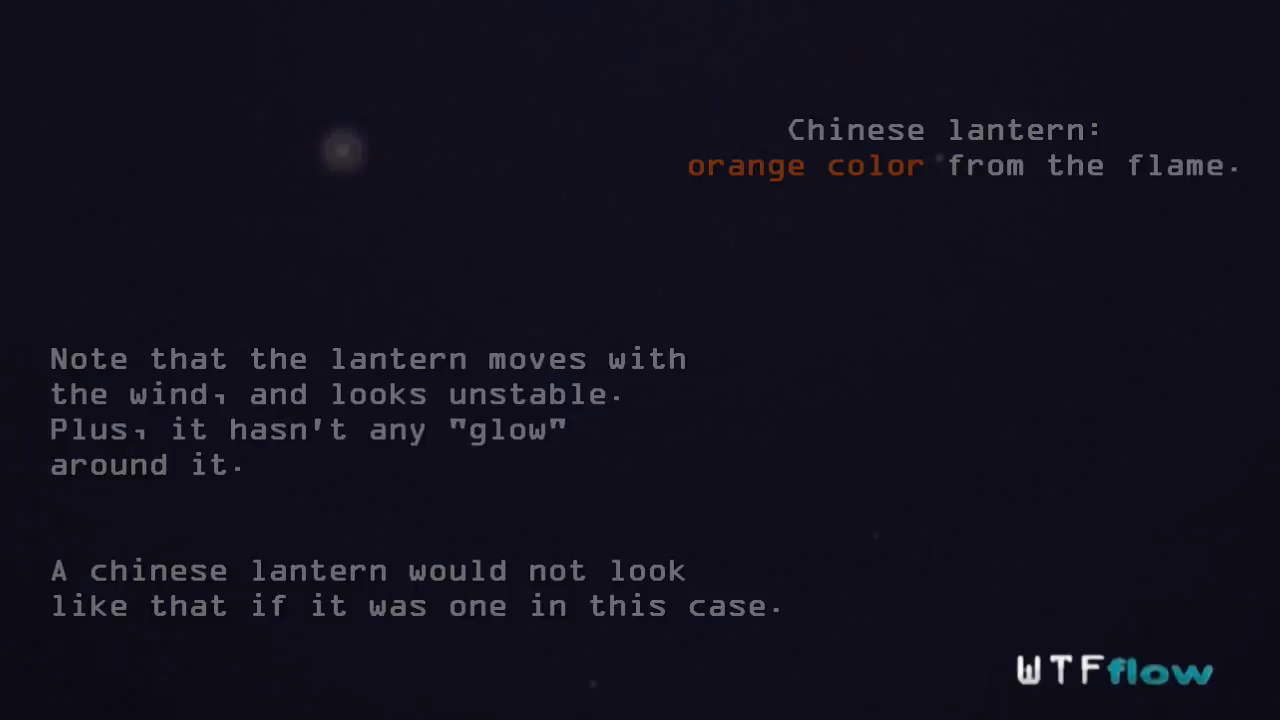 Chinese lantern:
orange color from the flame.
Note that the lantern moves with
the wind, and looks unstable.
Plus, it hasn't any "glow"
around it.
A chinese lantern would not look
like that if it was one in this case.
WTFflow